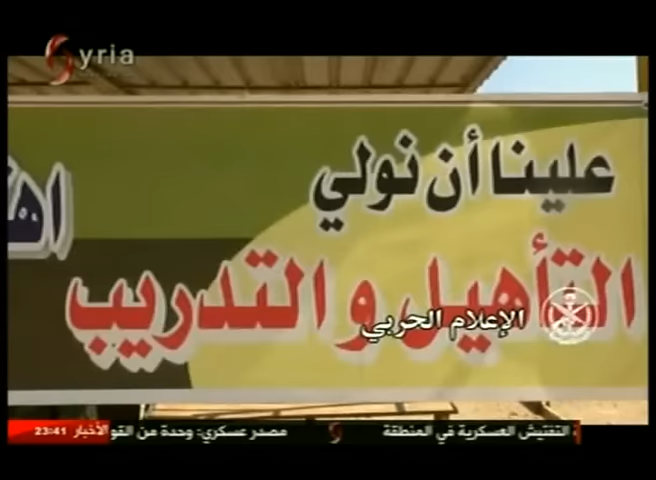 Syria
علينا أن نولي
التأهيل والتدريب
الإعلام الحربي
التفتيش العسكرية في المنطقة
مصدر عسكري: وحدة من القو
الأخبار 23:41